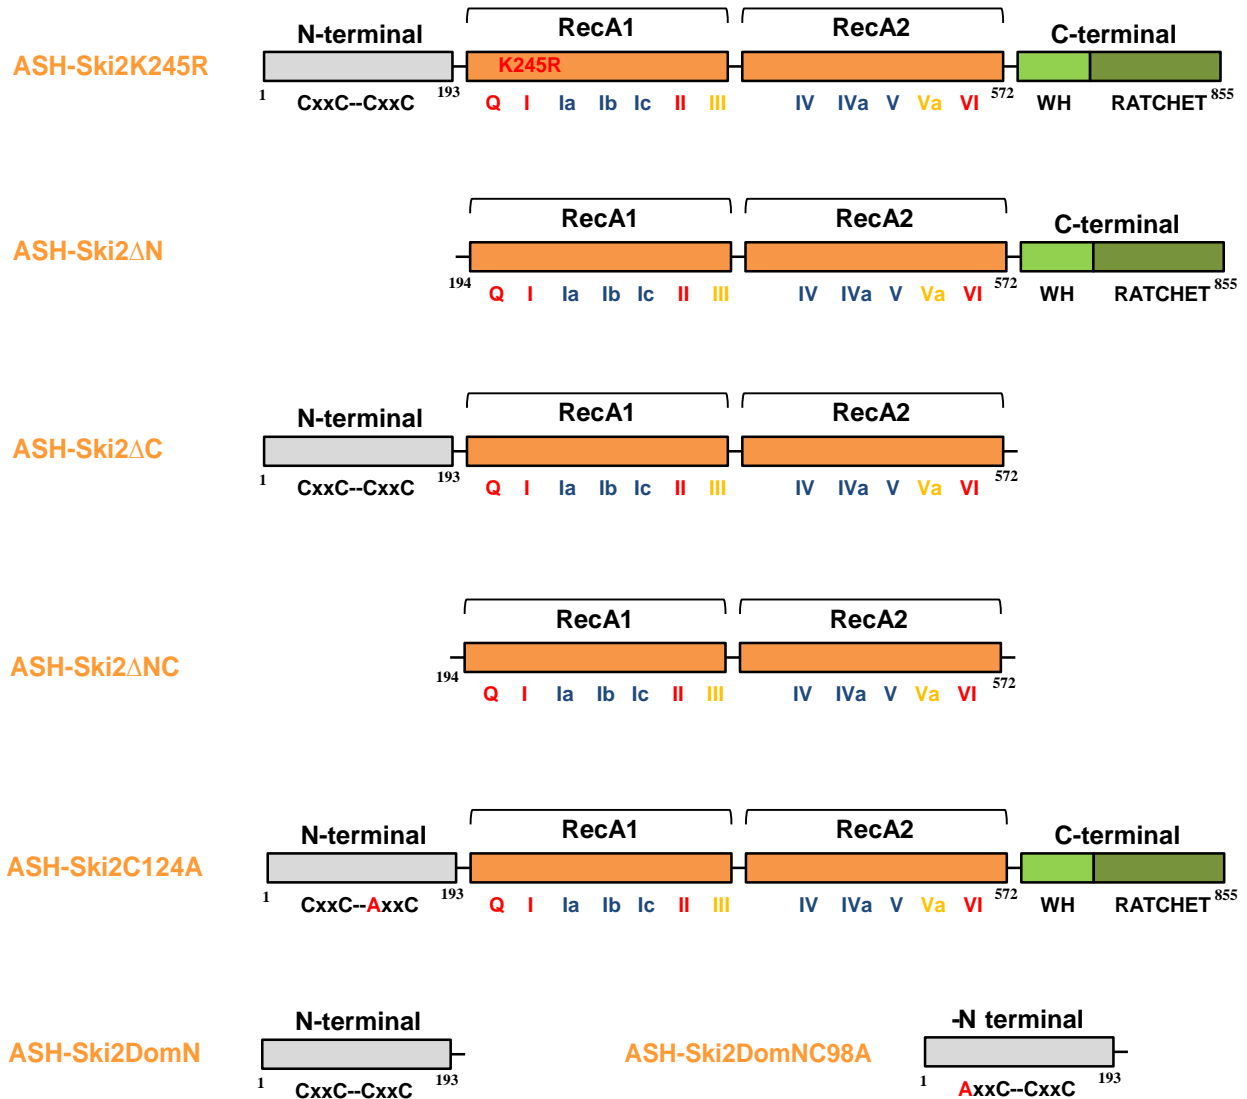 RecA1 RecA2
N-terminal C-terminal
ASH-Ski2K245R K245R
1 193 572 855
CxxC--CxxC Q I Ia Ib Ic II III IV IVa V Va VI WH RATCHET
RecA1 RecA2 C-terminal
ASH-Ski2ΔN
194 572 855
Q I Ia Ib Ic II III IV IVa V Va VI WH RATCHET
N-terminal RecA1 RecA2
ASH-Ski2ΔC
1 193 572
CxxC--CxxC Q I Ia Ib Ic II III IV IVa V Va VI
RecA1 RecA2
ASH-Ski2ΔNC
194 572
Q I Ia Ib Ic II III IV IVa V Va VI
RecA1 RecA2
N-terminal C-terminal
ASH-Ski2C124A
1 193 572 855
CxxC--AxxC Q I Ia Ib Ic II III IV IVa V Va VI WH RATCHET
N-terminal -N terminal
ASH-Ski2DomN ASH-Ski2DomNC98A
1 193 1 193
CxxC--CxxC AxxC--CxxC